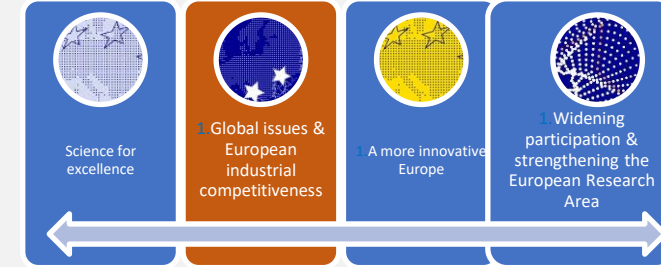 Science for
excellence
1.Global issues &
European
industrial
competitiveness
1.A more innovative
Europe
1.Widening
participation &
strengthening the
European Research
Area